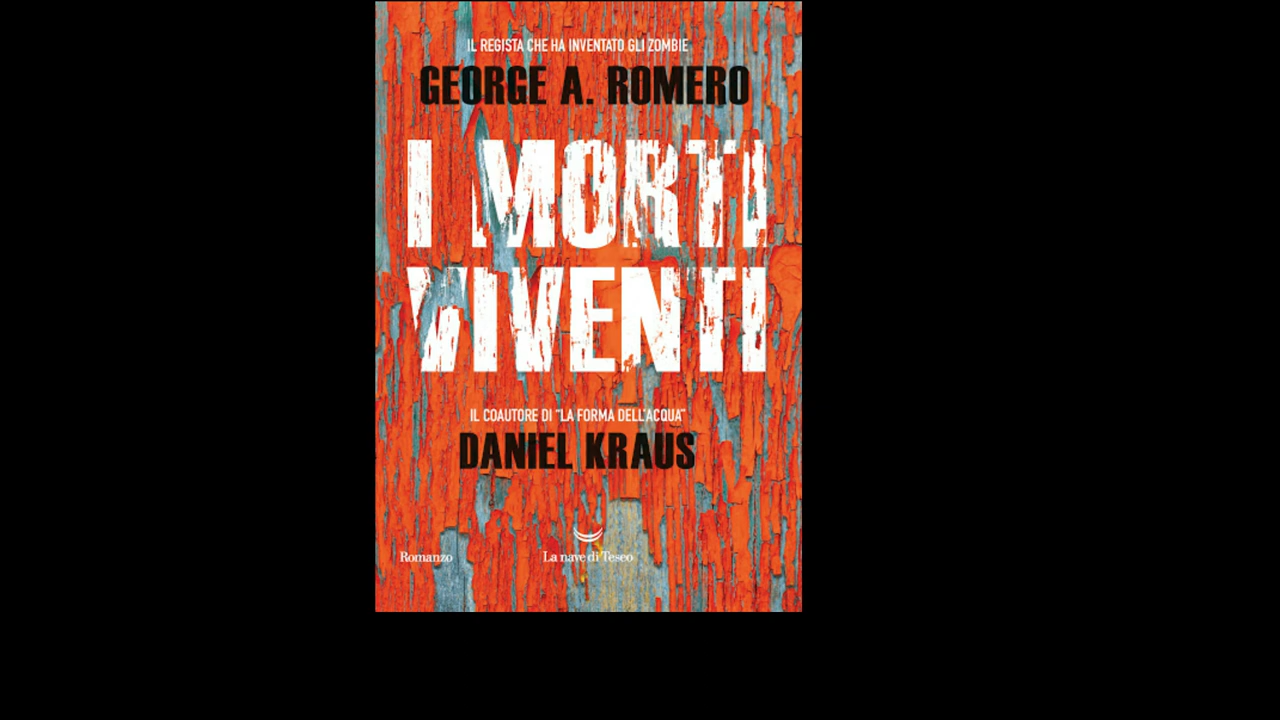 IL REGISTA CHE HA INVENTATO GLI ZOMBIE
GEORGE A. ROMERO
I MORTI
VIVENTI
IL COAUTORE DI "LA FORMA DELL'ACQUA"
DANIEL KRAUS
Romanzo
La nave di Teseo